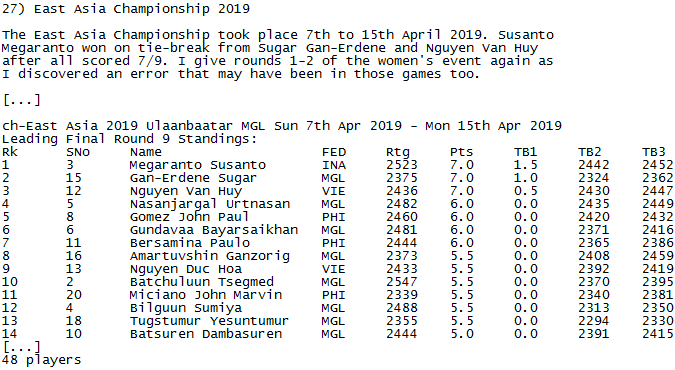 27) East Asia Championship 2019
The East Asia Championship took place 7th to 15th April 2019. Susanto
Megaranto won on tie-break from Sugar Gan-Erdene and Nguyen Van Huy
after all scored 7/9. I give rounds 1-2 of the women's event again as
I discovered an error that may have been in those games too.
[...]
ch-East Asia 2019 Ulaanbaatar MGL Sun 7th Apr 2019 - Mon 15th Apr 2019
Leading Final Round 9 Standings:
Rk SNo Name FED Rtg Pts TB1 TB2 TB3
1 3 Megaranto Susanto INA 2523 7.0 1.5 2442 2452
2 15 Gan-Erdene Sugar MGL 2375 7.0 1.0 2324 2362
3 12 Nguyen Van Huy VIE 2436 7.0 0.5 2430 2447
4 5 Nasanjargal Urtnasan MGL 2482 6.0 0.0 2435 2449
5 8 Gomez John Paul PHI 2460 6.0 0.0 2420 2432
6 6 Gundavaa Bayarsaikhan MGL 2481 6.0 0.0 2371 2416
7 11 Bersamina Paulo PHI 2444 6.0 0.0 2365 2386
8 16 Amartuvshin Ganzorig MGL 2373 5.5 0.0 2408 2459
9 13 Nguyen Duc Hoa VIE 2433 5.5 0.0 2392 2419
10 2 Batchuluun Tsegmed MGL 2547 5.5 0.0 2370 2395
11 20 Miciano John Marvin PHI 2339 5.5 0.0 2340 2381
12 4 Bilguun Sumiya MGL 2488 5.5 0.0 2313 2350
13 18 Tugstumur Yesuntumur MGL 2355 5.5 0.0 2294 2330
14 10 Batsuren Dambasuren MGL 2444 5.0 0.0 2391 2415
[...]
48 players